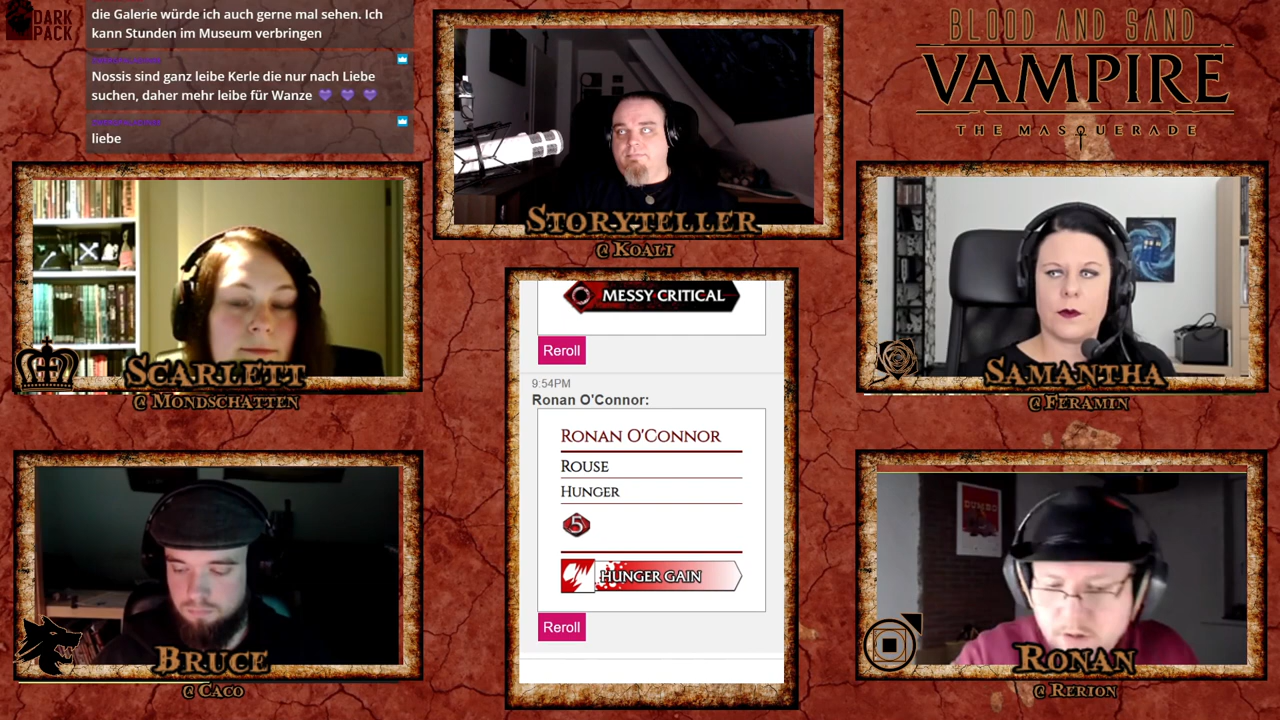 DARK
PACK
die Galerie würde ich auch gerne mal sehen. Ich
kann Stunden im Museum verbringen
Nossis sind ganz leibe Kerle die nur nach Liebe
suchen, daher mehr leibe für Wanze 💜 💜 💜
liebe
BLOOD AND SAND
VAMPIRE
THE MASQUERADE
STORYTELLER
@ KOALI
SCARLETT
@ MONDSCHATTEN
SAMANTHA
@ FERAMIN
MESSY CRITICAL
Reroll
9:54PM
Ronan O'Connor:
RONAN O'CONNOR
ROUSE
HUNGER
5
HUNGER GAIN
Reroll
BRUCE
@ CACO
DUMBO
RONAN
@ RERION